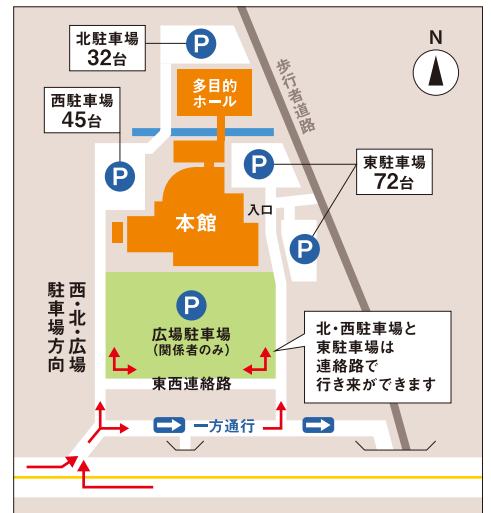 北駐車場
32台
P
N
多目的
ホール
歩行者道路
西駐車場
45台
P
P
東駐車場
72台
本館
入口
P
P
広場駐車場
(関係者のみ)
西・北・広場
駐車場方向
北・西駐車場と
東駐車場は
連絡路で
行き来ができます
東西連絡路
一方通行